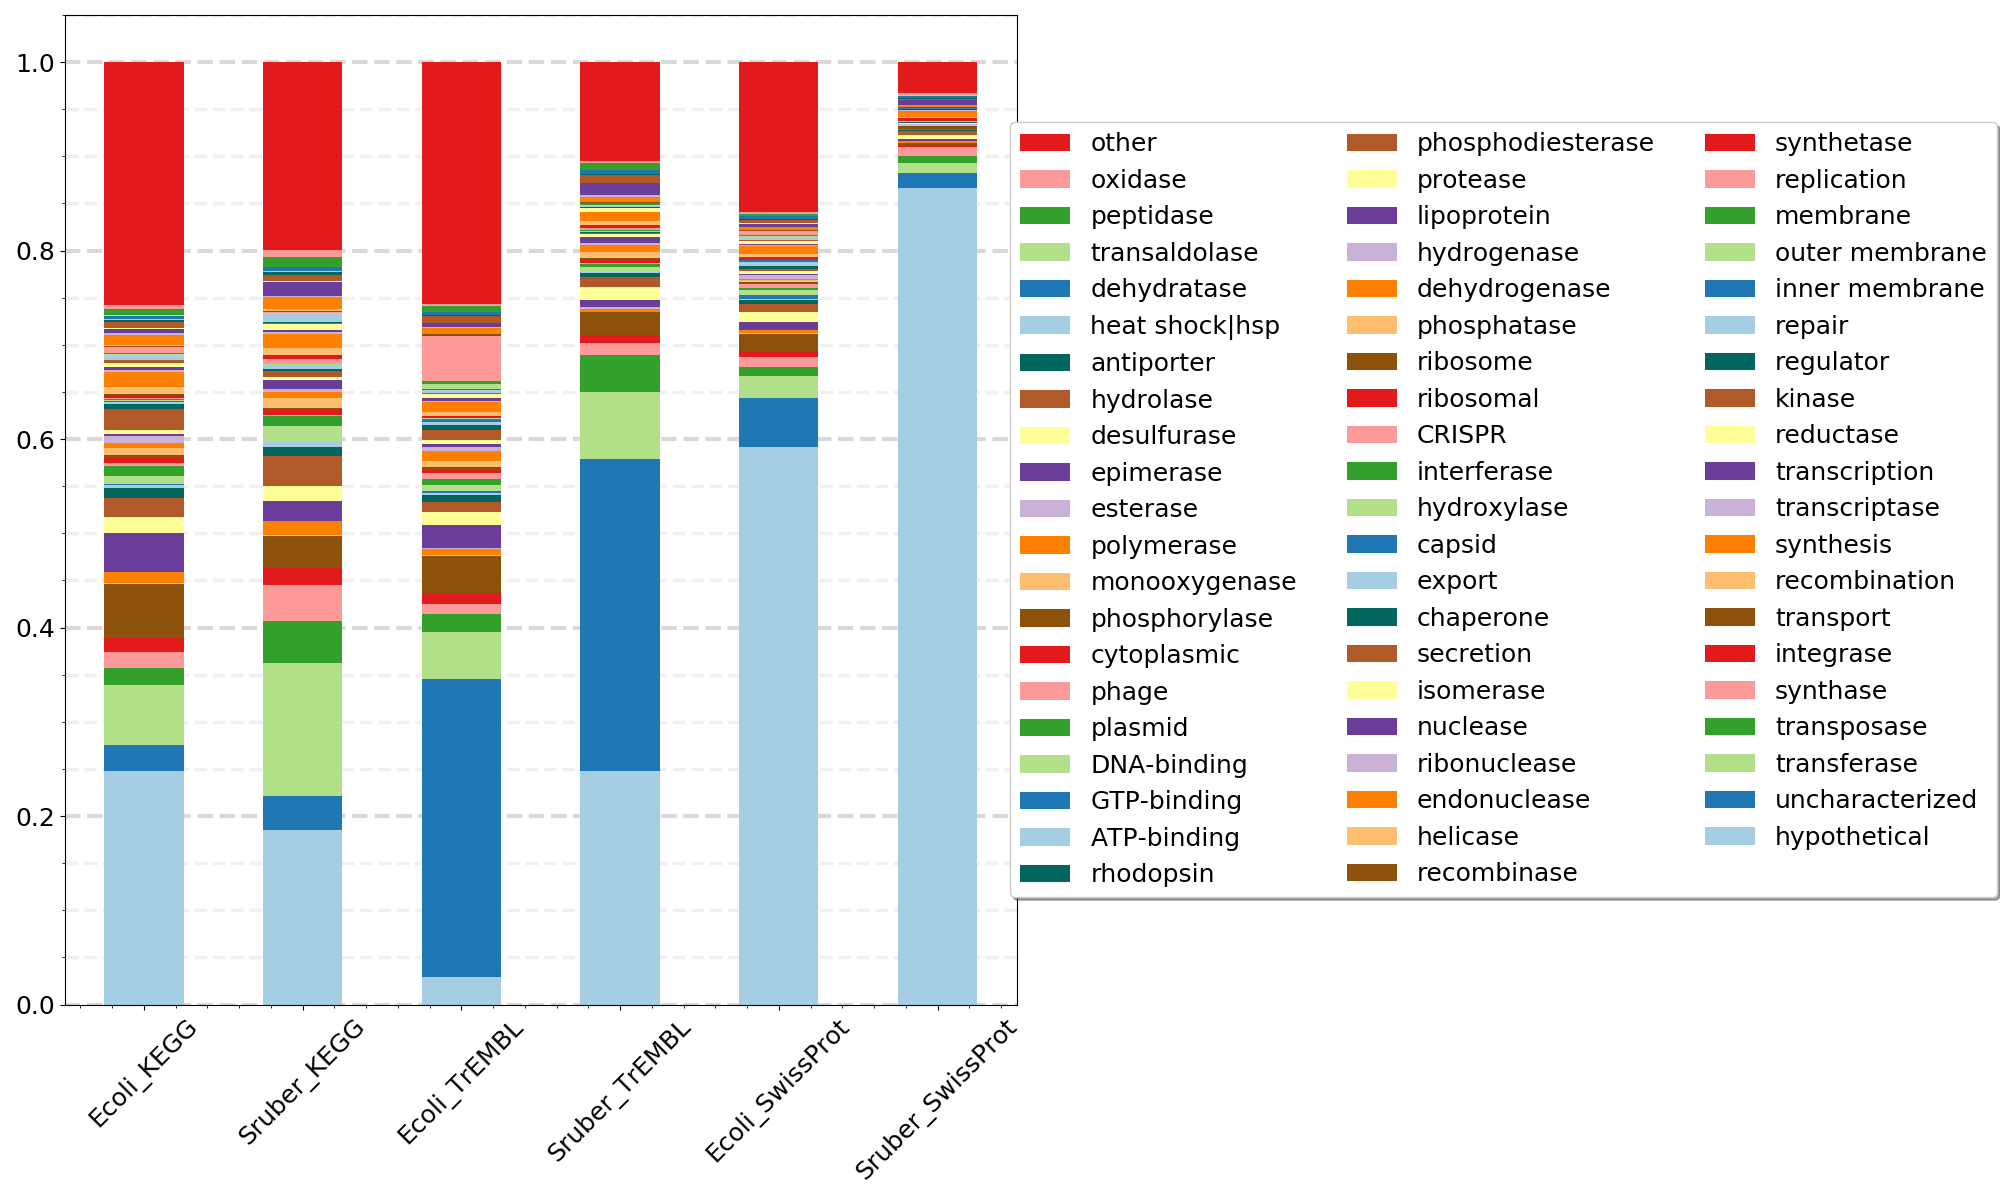 1.0
0.8
0.6
0.4
0.2
0.0
Ecoli_KEGG
Sruber_KEGG
Ecoli_TrEMBL
Sruber_TrEMBL
Ecoli_SwissProt
Sruber_SwissProt
other
oxidase
peptidase
transaldolase
dehydratase
heat shock|hsp
antiporter
hydrolase
desulfurase
epimerase
esterase
polymerase
monooxygenase
phosphorylase
cytoplasmic
phage
plasmid
DNA-binding
GTP-binding
ATP-binding
rhodopsin
phosphodiesterase
protease
lipoprotein
hydrogenase
dehydrogenase
phosphatase
ribosome
ribosomal
CRISPR
interferase
hydroxylase
capsid
export
chaperone
secretion
isomerase
nuclease
ribonuclease
endonuclease
helicase
recombinase
synthetase
replication
membrane
outer membrane
inner membrane
repair
regulator
kinase
reductase
transcription
transcriptase
synthesis
recombination
transport
integrase
synthase
transposase
transferase
uncharacterized
hypothetical